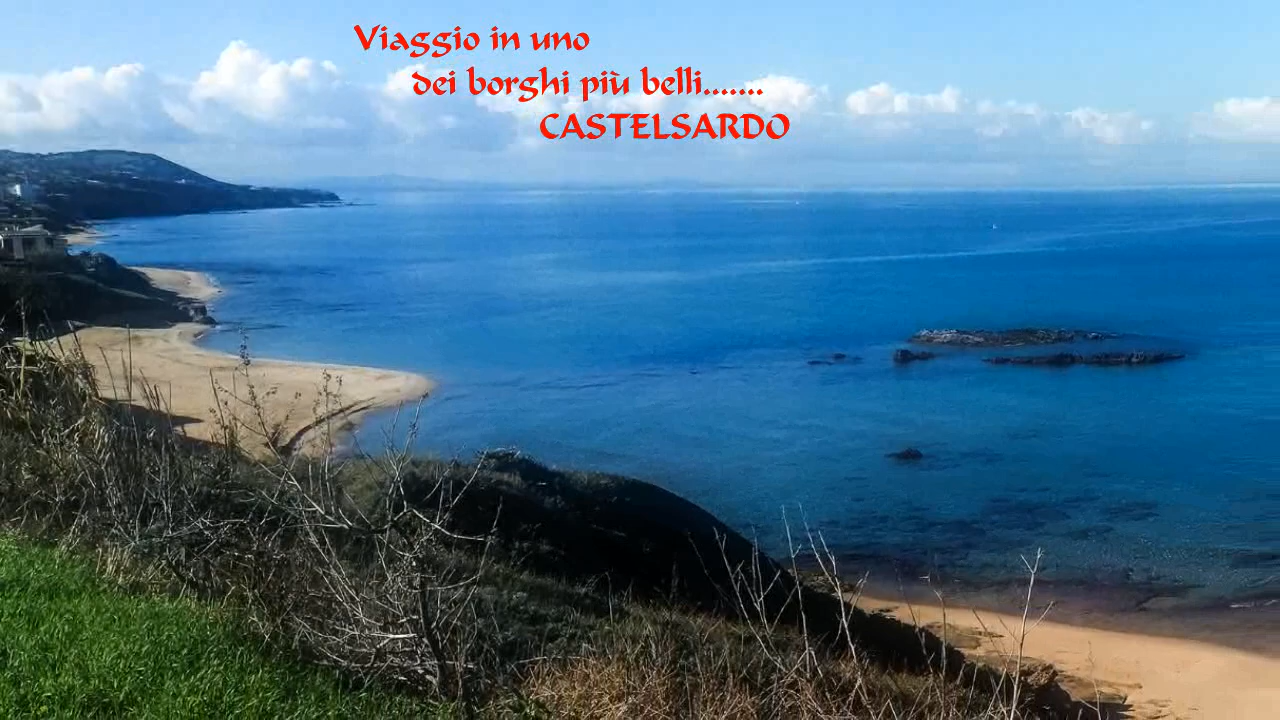 Viaggio in uno
dei borghi più belli.......
CASTELSARDO